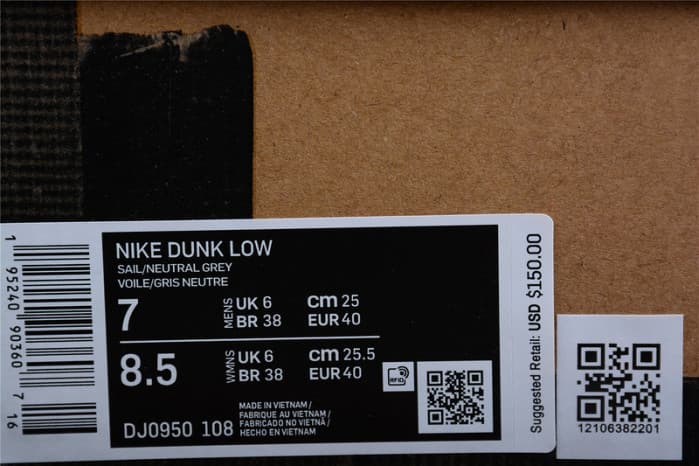 NIKE DUNK LOW
SAIL/NEUTRAL GREY
VOILE/GRIS NEUTRE
7 MENS UK 6 cm 25
BR 38 EUR 40
8.5 WMNS UK 6 cm 25.5
BR 38 EUR 40
RFID
MADE IN VIETNAM /
FABRIQUE AU VIETNAM /
FABRICADO NO VIETNÃ /
HECHO EN VIETNAM
DJ0950 108
1 95240 90360 7 16
Suggested Retail: USD $150.00
12106382201